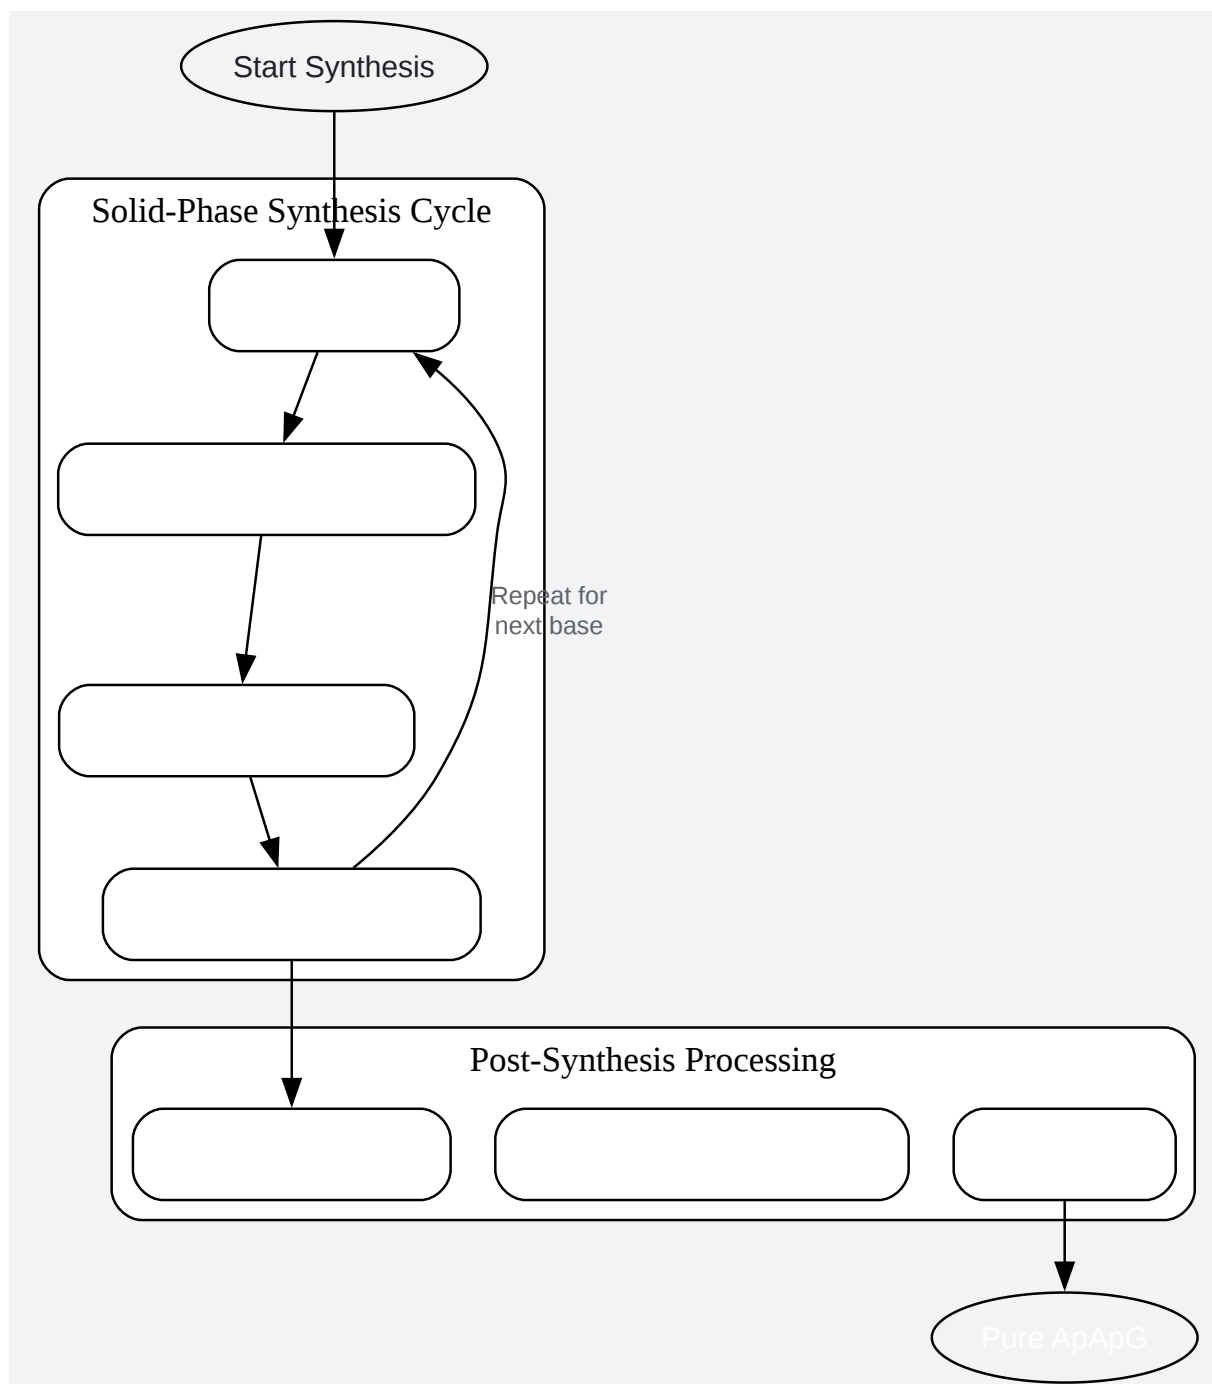 Start Synthesis
Solid-Phase Synthesis Cycle
Repeat for
next base
Post-Synthesis Processing
Pure ApApG